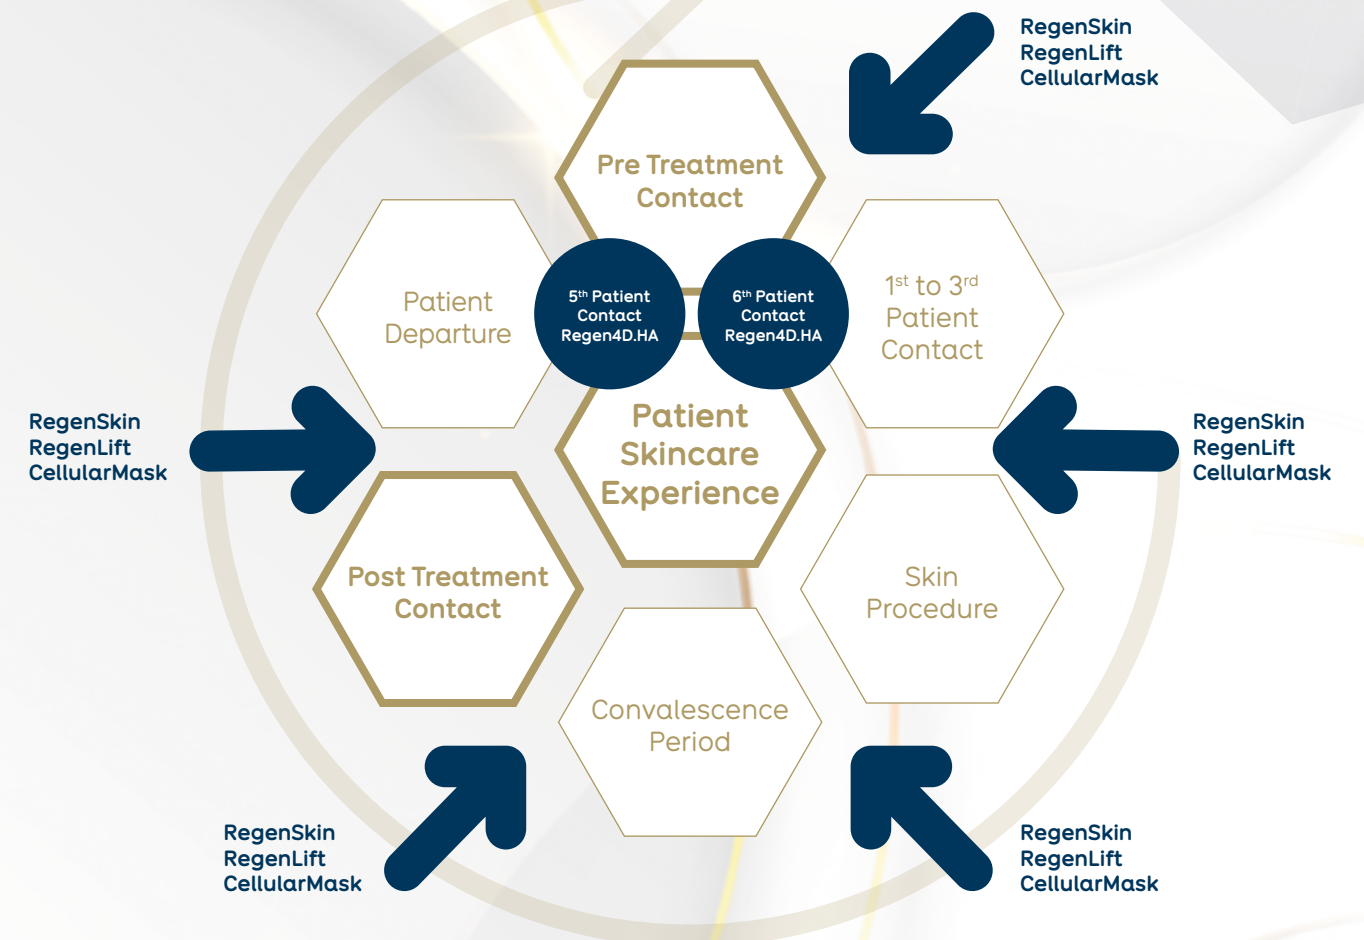 RegenSkin
RegenLift
CellularMask
Pre Treatment
Contact
Patient
Departure
5th Patient
Contact
Regen4D.HA
6th Patient
Contact
Regen4D.HA
1st to 3rd
Patient
Contact
RegenSkin
RegenLift
CellularMask
Patient
Skincare
Experience
RegenSkin
RegenLift
CellularMask
Post Treatment
Contact
Skin
Procedure
Convalescence
Period
RegenSkin
RegenLift
CellularMask
RegenSkin
RegenLift
CellularMask